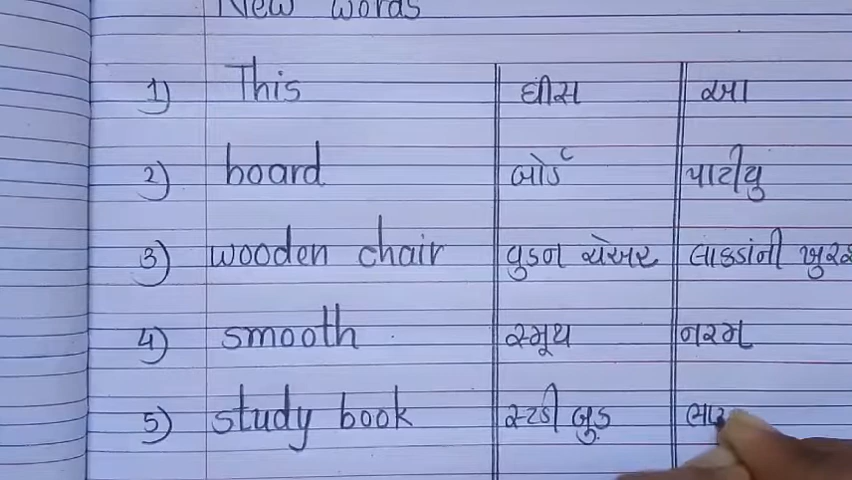 New words
1) This ધીસ આ
2) board બોર્ડ પાટીયુ
3) wooden chair વુડન ચેઅર લાકડાંની
4) smooth સ્મૂથ નરમ
5) study book સ્ટડી બુક